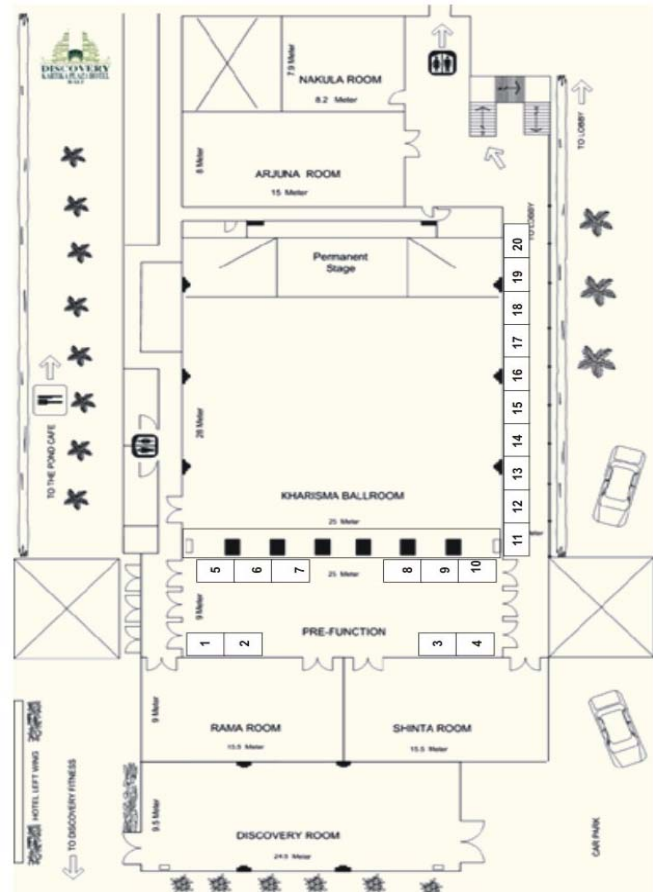 DISCOVERY
KARTIKA PLAZA HOTEL
BALI
7.9 Meter
NAKULA ROOM
8.2 Meter
8 Meter
ARJUNA ROOM
15 Meter
TO LOBBY
TO LOBBY
Permanent
Stage
20
19
18
17
16
15
14
13
12
11
TO THE POND CAFE
28 Meter
KHARISMA BALLROOM
25 Meter
5
6
7
25 Meter
8
9
10
9 Meter
PRE-FUNCTION
1
2
3
4
9 Meter
RAMA ROOM
15.5 Meter
SHINTA ROOM
15.5 Meter
HOTEL LEFT WING
TO DISCOVERY FITNESS
9.5 Meter
DISCOVERY ROOM
24.5 Meter
CAR PARK